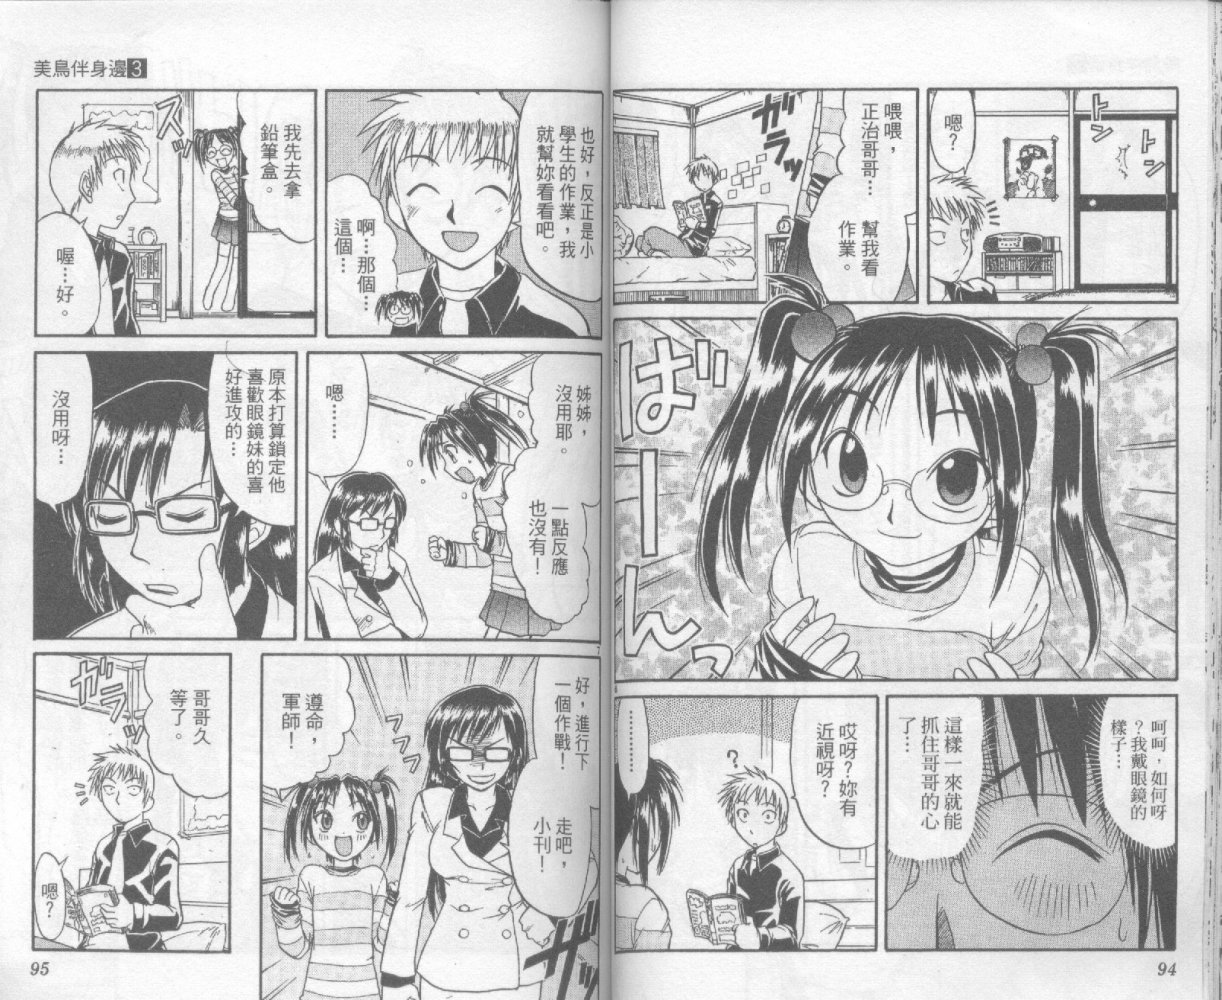 トン
トン
嗯？
ガラッ
喂喂，
正治哥哥…
幫我看
作業。
ばーんっ
呵呵，如何呀
？我戴眼鏡的
樣子…
這樣一來就能
抓住哥哥的心
了…
哎呀？妳有
近視呀？
？
………
94
美鳥伴身邊3
也好，反正是小
學生的作業，我
就幫妳看看吧。
啊…那個…
這個…
我先去拿
鉛筆盒。
スッ
喔…好。
姊姊，
沒用耶。
一點反應
也沒有！
嗯……
原本打算鎖定他
喜歡眼鏡妹的喜
好進攻的…
沒用呀…
好，進行下
一個作戰！
走吧，
小刊！
遵命，
軍師！
フフッ
ザッ
ガラッ
哥哥久
等了。
嗯？
95